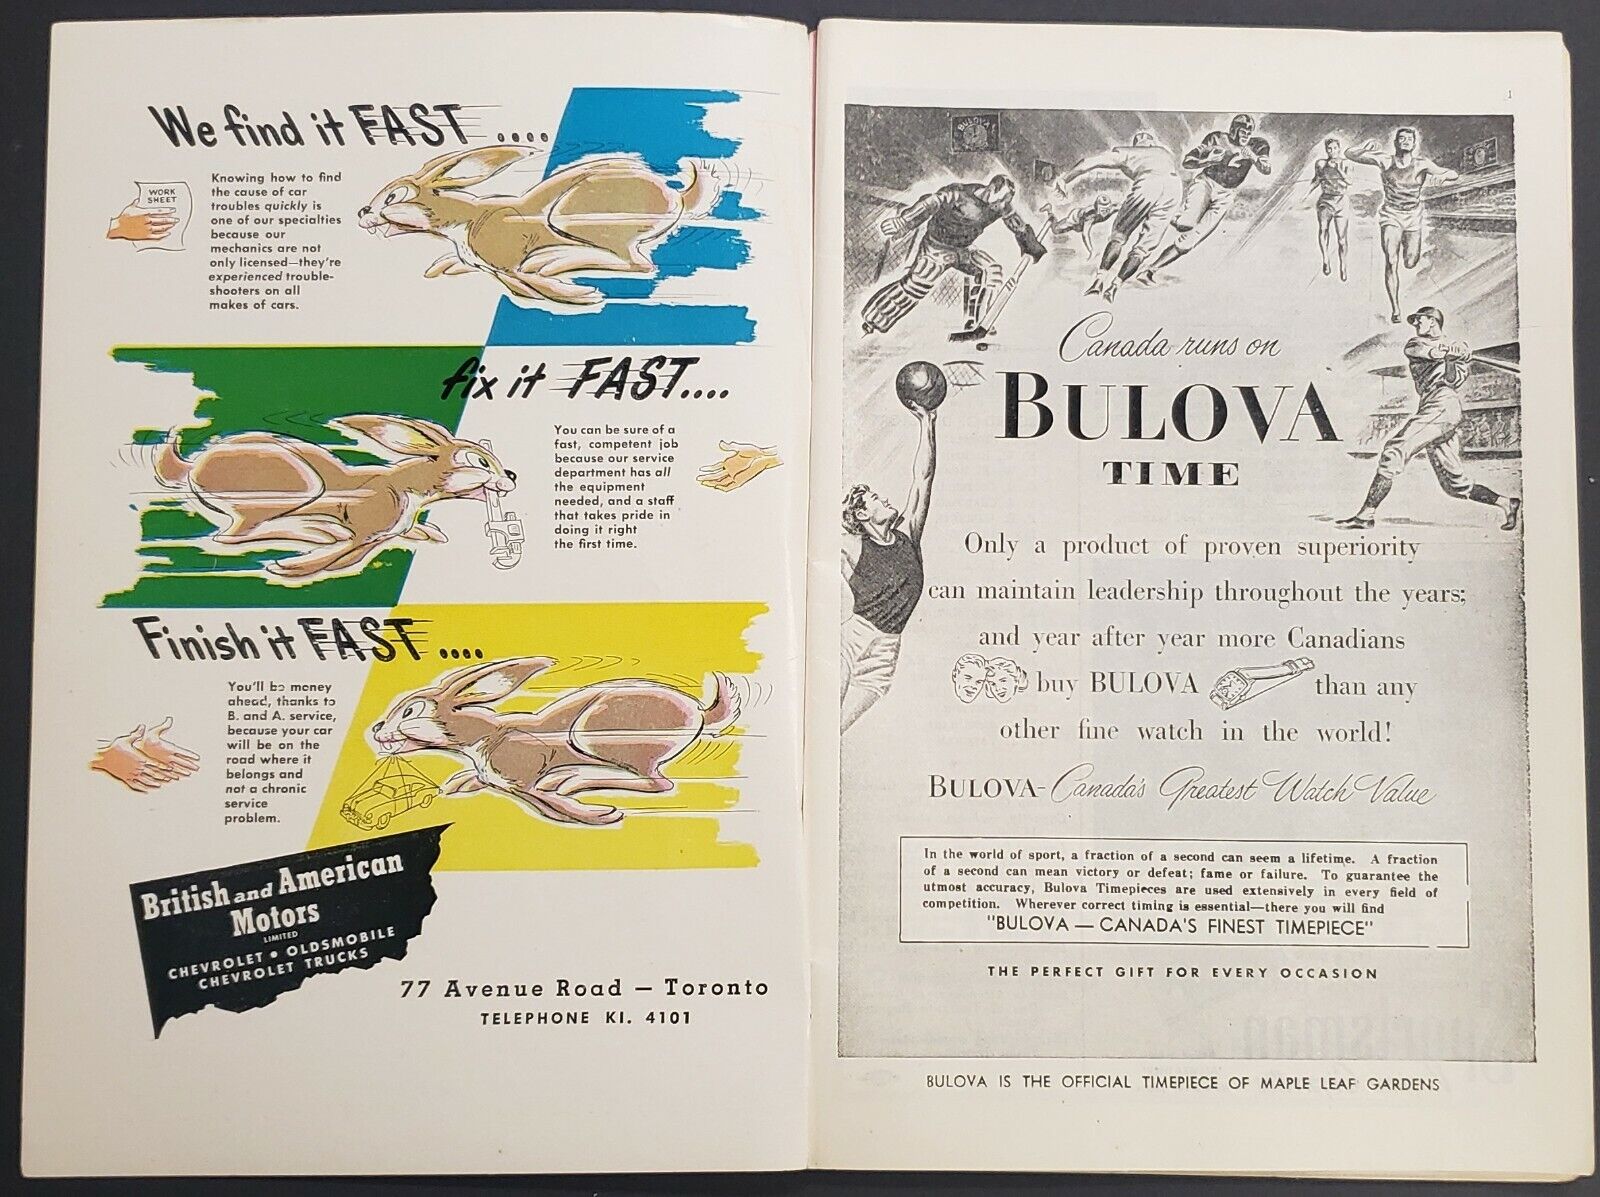 We find it FAST ....
WORK
SHEET
Knowing how to find
the cause of car
troubles quickly is
one of our specialties
because our
mechanics are not
only licensed—they're
experienced trouble-
shooters on all
makes of cars.
fix it FAST....
You can be sure of a
fast, competent job
because our service
department has all
the equipment
needed, and a staff
that takes pride in
doing it right
the first time.
Finish it FAST ....
You'll be money
ahead, thanks to
B. and A. service,
because your car
will be on the
road where it
belongs and
not a chronic
service
problem.
British and American
Motors
LIMITED
CHEVROLET • OLDSMOBILE
CHEVROLET TRUCKS
77 Avenue Road — Toronto
TELEPHONE KI. 4101
1
BULOVA
Canada runs on
BULOVA
TIME
Only a product of proven superiority
can maintain leadership throughout the years;
and year after year more Canadians
buy BULOVA than any
other fine watch in the world!
BULOVA- Canada's Greatest Watch Value
In the world of sport, a fraction of a second can seem a lifetime. A fraction
of a second can mean victory or defeat; fame or failure. To guarantee the
utmost accuracy, Bulova Timepieces are used extensively in every field of
competition. Wherever correct timing is essential—there you will find
"BULOVA — CANADA'S FINEST TIMEPIECE"
THE PERFECT GIFT FOR EVERY OCCASION
BULOVA IS THE OFFICIAL TIMEPIECE OF MAPLE LEAF GARDENS